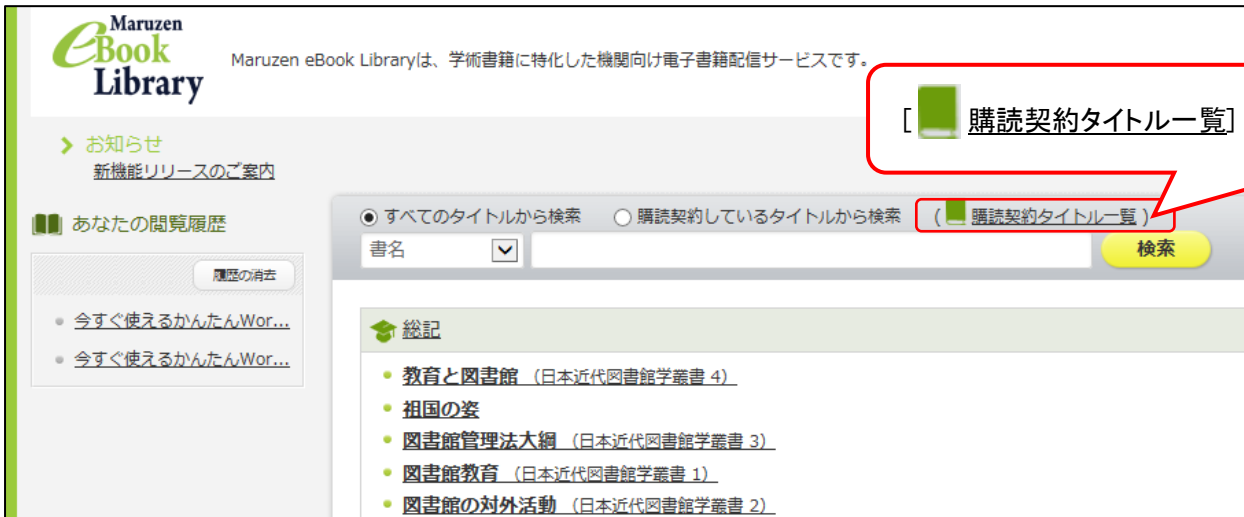 Maruzen
eBook
Library
Maruzen eBook Libraryは、学術書籍に特化した機関向け電子書籍配信サービスです。
[購読契約タイトル一覧]
お知らせ
新機能リリースのご案内
あなたの閲覧履歴
履歴の消去
今すぐ使えるかんたんWor...
今すぐ使えるかんたんWor...
すべてのタイトルから検索 購読契約しているタイトルから検索 (購読契約タイトル一覧)
書名 検索
総記
教育と図書館 （日本近代図書館学叢書 4）
祖国の姿
図書館管理法大綱 （日本近代図書館学叢書 3）
図書館教育 （日本近代図書館学叢書 1）
図書館の対外活動 （日本近代図書館学叢書 2）